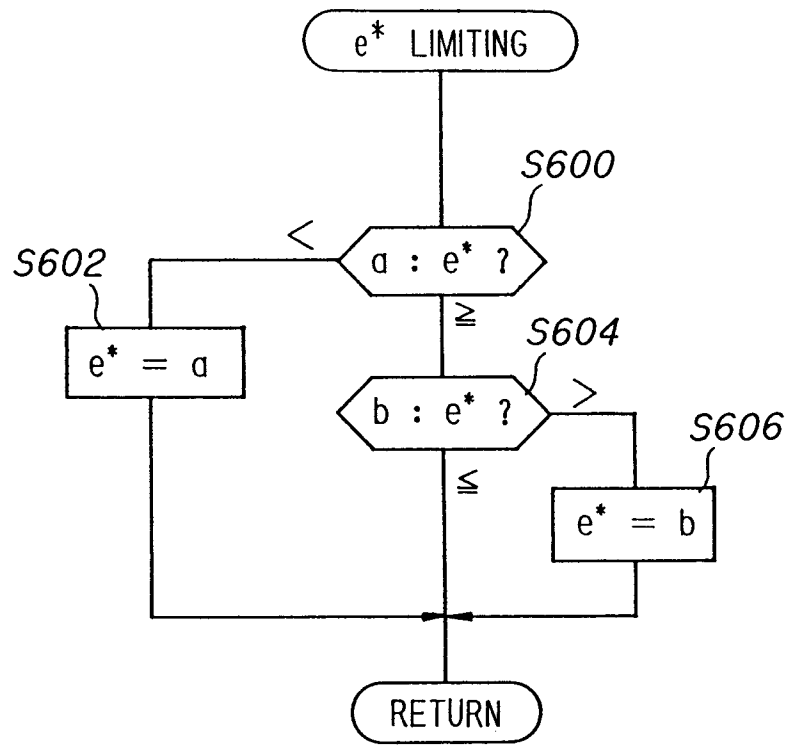 e* LIMITING
S600
<
a : e* ?
S602
≧
e* = a
S604
>
b : e* ?
S606
≦
e* = b
RETURN